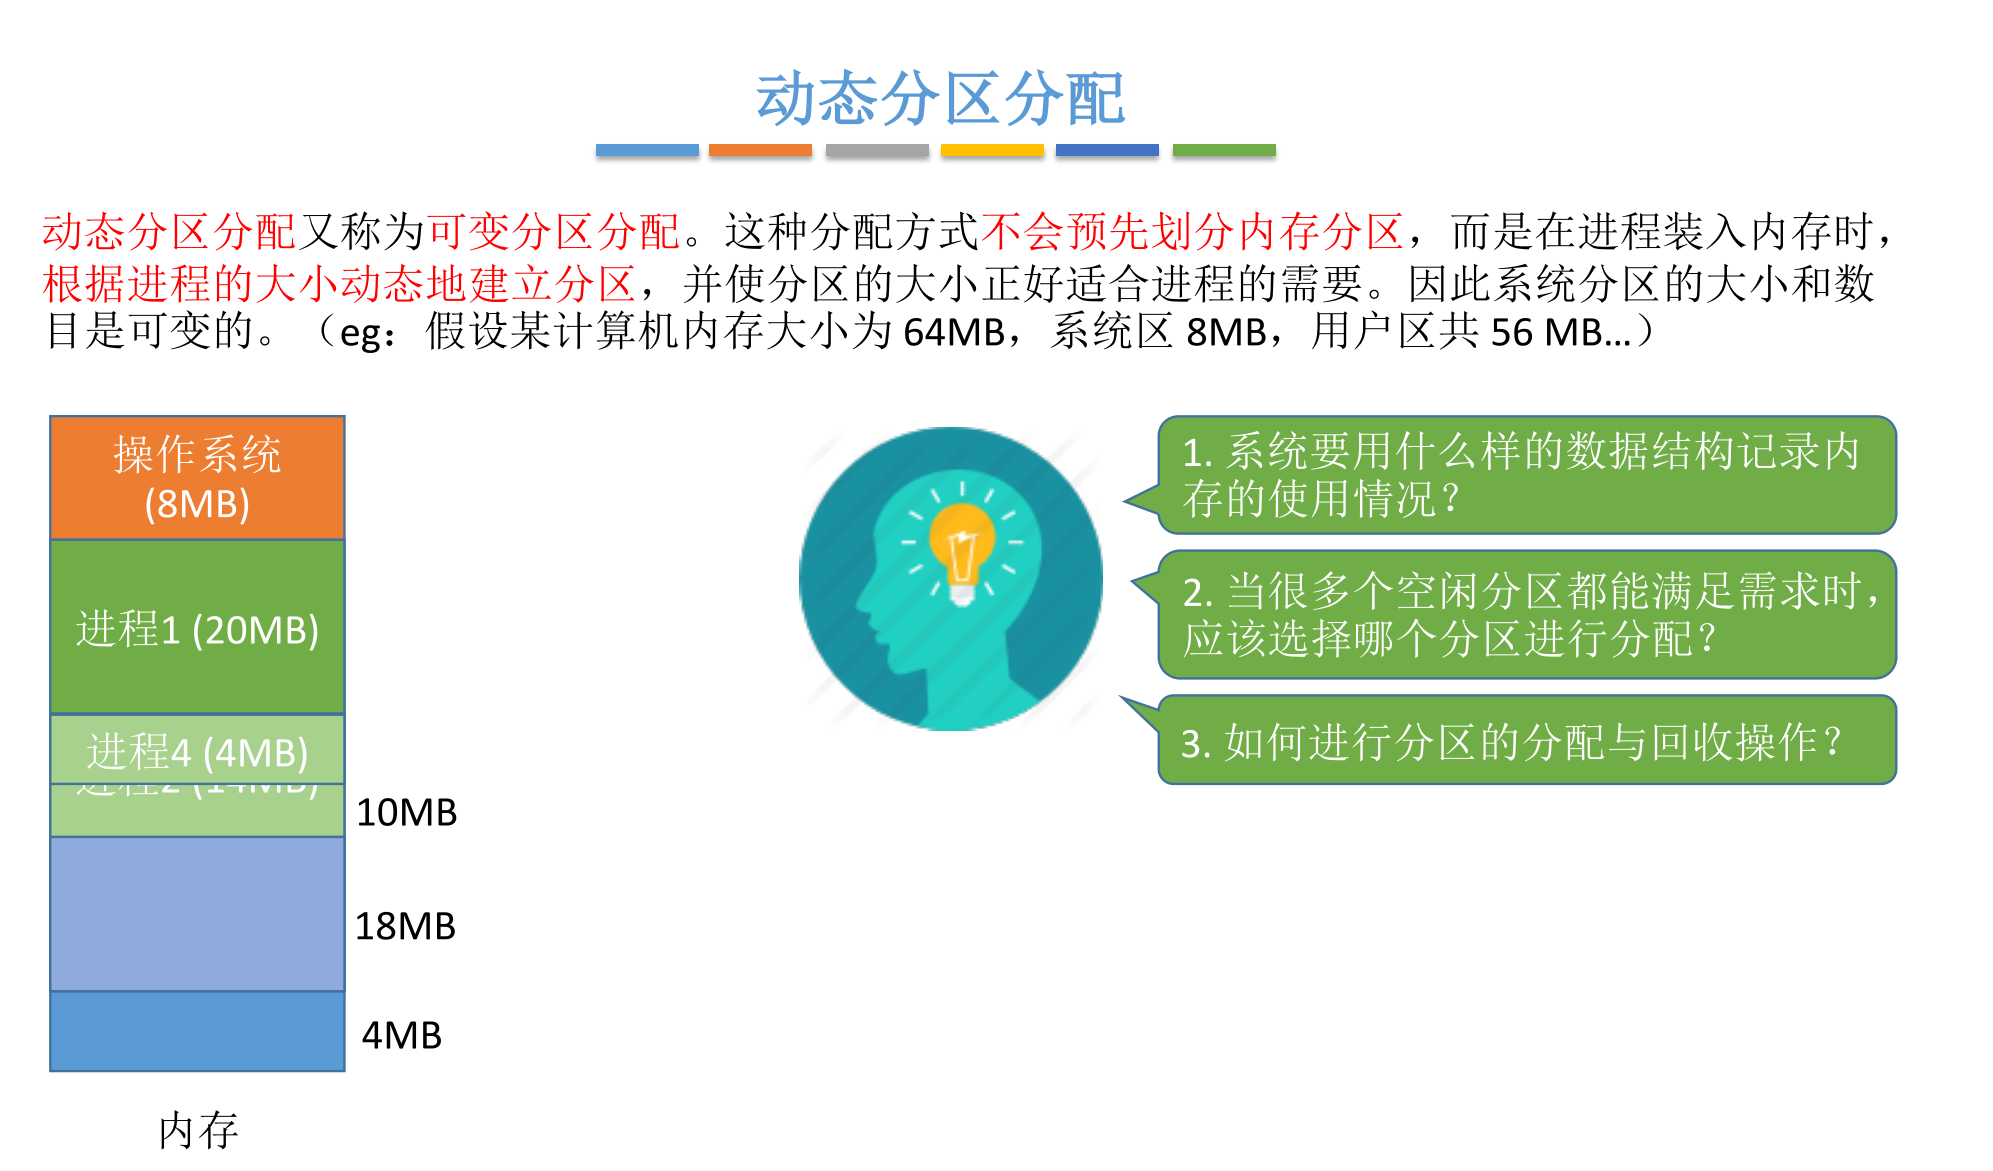 动态分区分配
动态分区分配又称为可变分区分配。这种分配方式不会预先划分内存分区，而是在进程装入内存时，
根据进程的大小动态地建立分区，并使分区的大小正好适合进程的需要。因此系统分区的大小和数
目是可变的。（eg：假设某计算机内存大小为 64MB，系统区 8MB，用户区共 56 MB…）
操作系统
(8MB)
进程1 (20MB)
进程4 (4MB)
10MB
18MB
4MB
内存
1. 系统要用什么样的数据结构记录内
存的使用情况？
2. 当很多个空闲分区都能满足需求时，
应该选择哪个分区进行分配？
3. 如何进行分区的分配与回收操作？